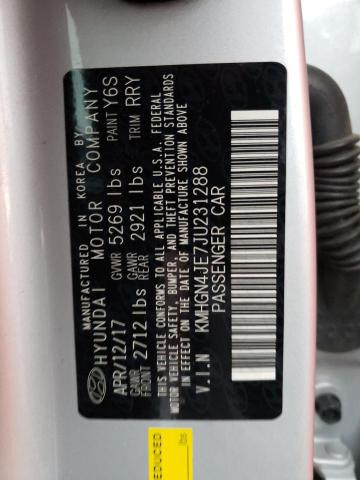 MANUFACTURED IN KOREA BY
HYUNDAI MOTOR COMPANY
APR/12/17 GVWR 5269 lbs PAINT Y6S
GAWR FRONT 2712 lbs GAWR REAR 2921 lbs TRIM RRY
THIS VEHICLE CONFORMS TO ALL APPLICABLE U.S.A. FEDERAL
MOTOR VEHICLE SAFETY, BUMPER, AND THEFT PREVENTION STANDARDS
IN EFFECT ON THE DATE OF MANUFACTURE SHOWN ABOVE.
V.I.N KMHGN4JE7JU231288
PASSENGER CAR
REDUCED
lbs